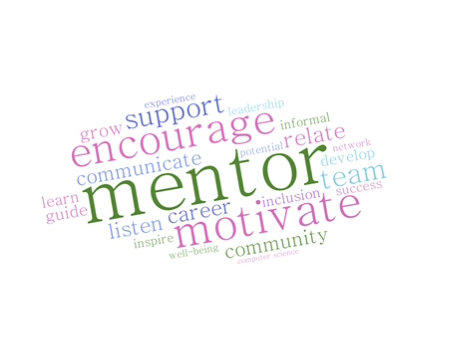 experience
support leadership
grow encourage informal
communicate potential relate network
mentor develop
learn team
guide listen career inclusion success
inspire motivate
well-being community
computer science